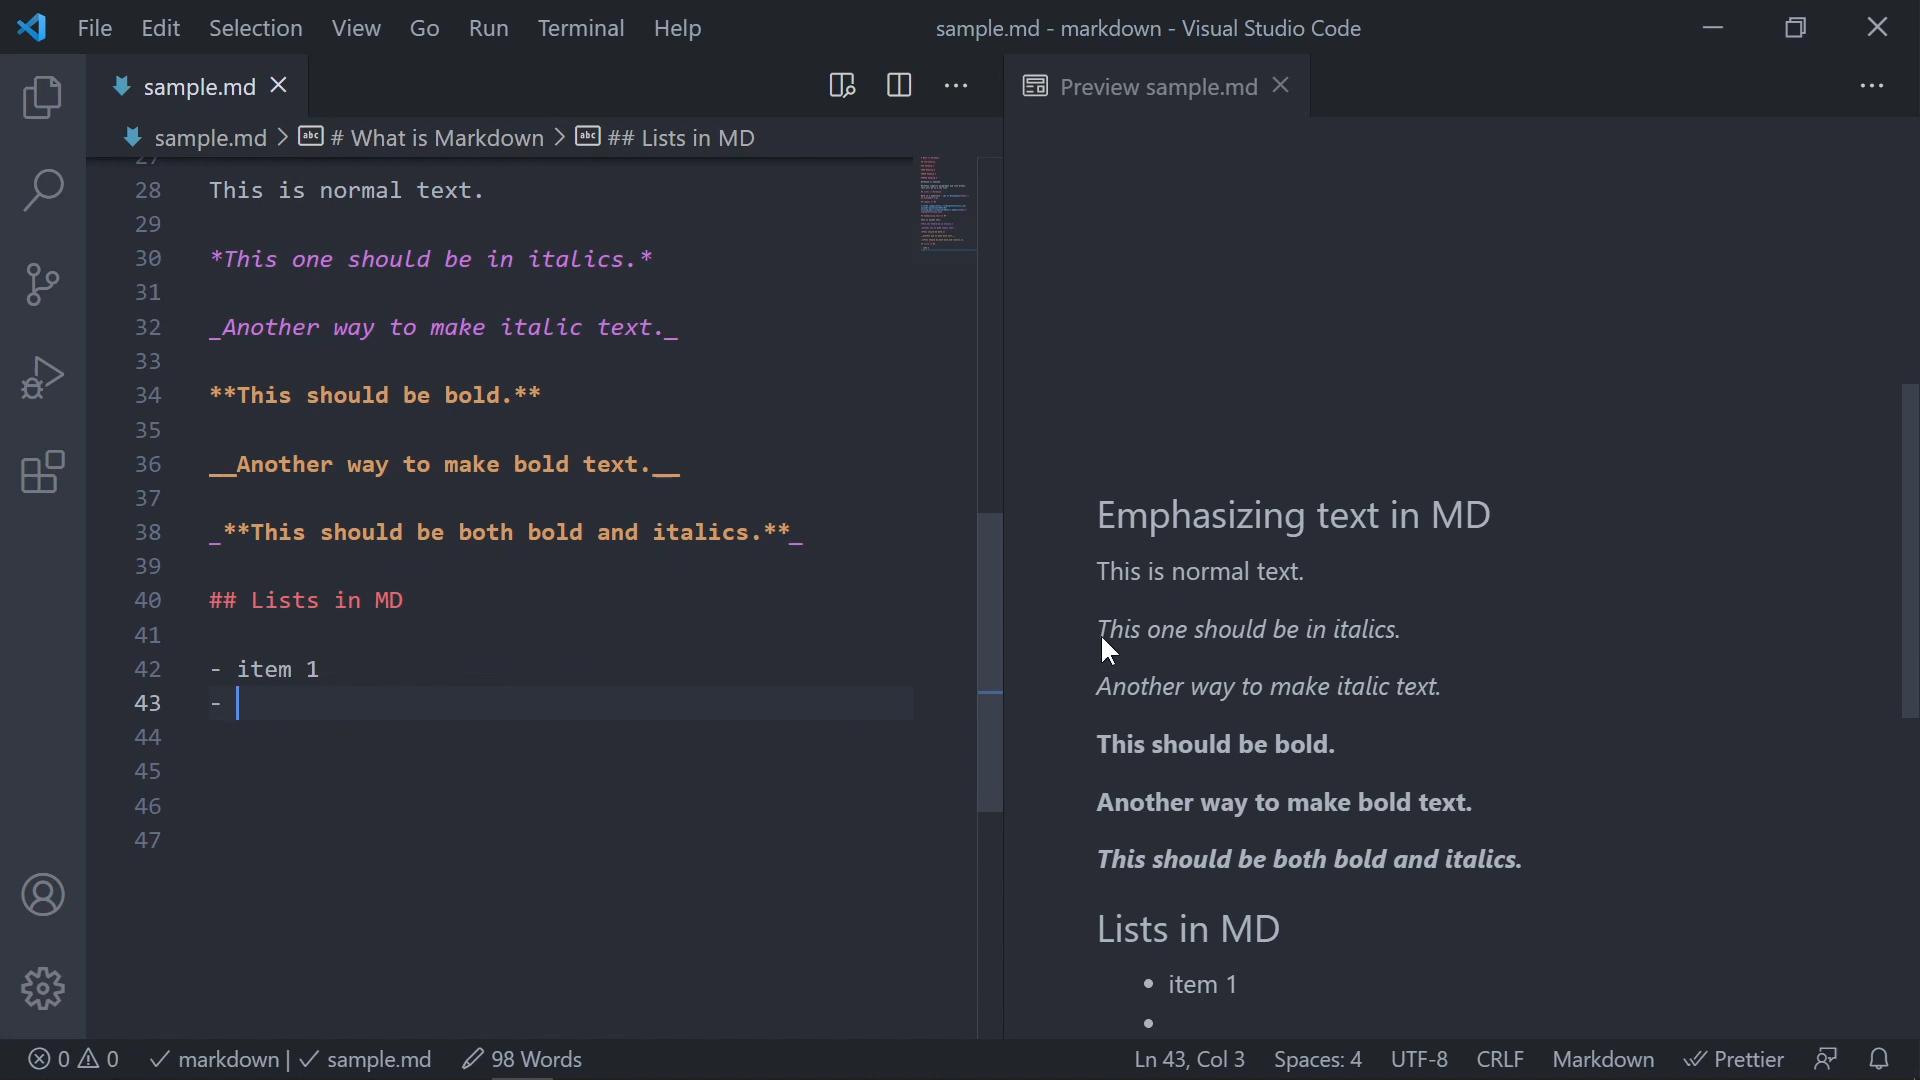 File Edit Selection View Go Run Terminal Help
sample.md - markdown - Visual Studio Code
sample.md
Preview sample.md
sample.md > # What is Markdown > ## Lists in MD
27
28 This is normal text.
29
30 *This one should be in italics.*
31
32 _Another way to make italic text._
33
34 **This should be bold.**
35
36 __Another way to make bold text.__
37
38 _**This should be both bold and italics.**_
39
40 ## Lists in MD
41
42 - item 1
43 -
44
45
46
47
Emphasizing text in MD
This is normal text.
This one should be in italics.
Another way to make italic text.
This should be bold.
Another way to make bold text.
This should be both bold and italics.
Lists in MD
• item 1
•
0 0 markdown | sample.md 98 Words
Ln 43, Col 3 Spaces: 4 UTF-8 CRLF Markdown Prettier